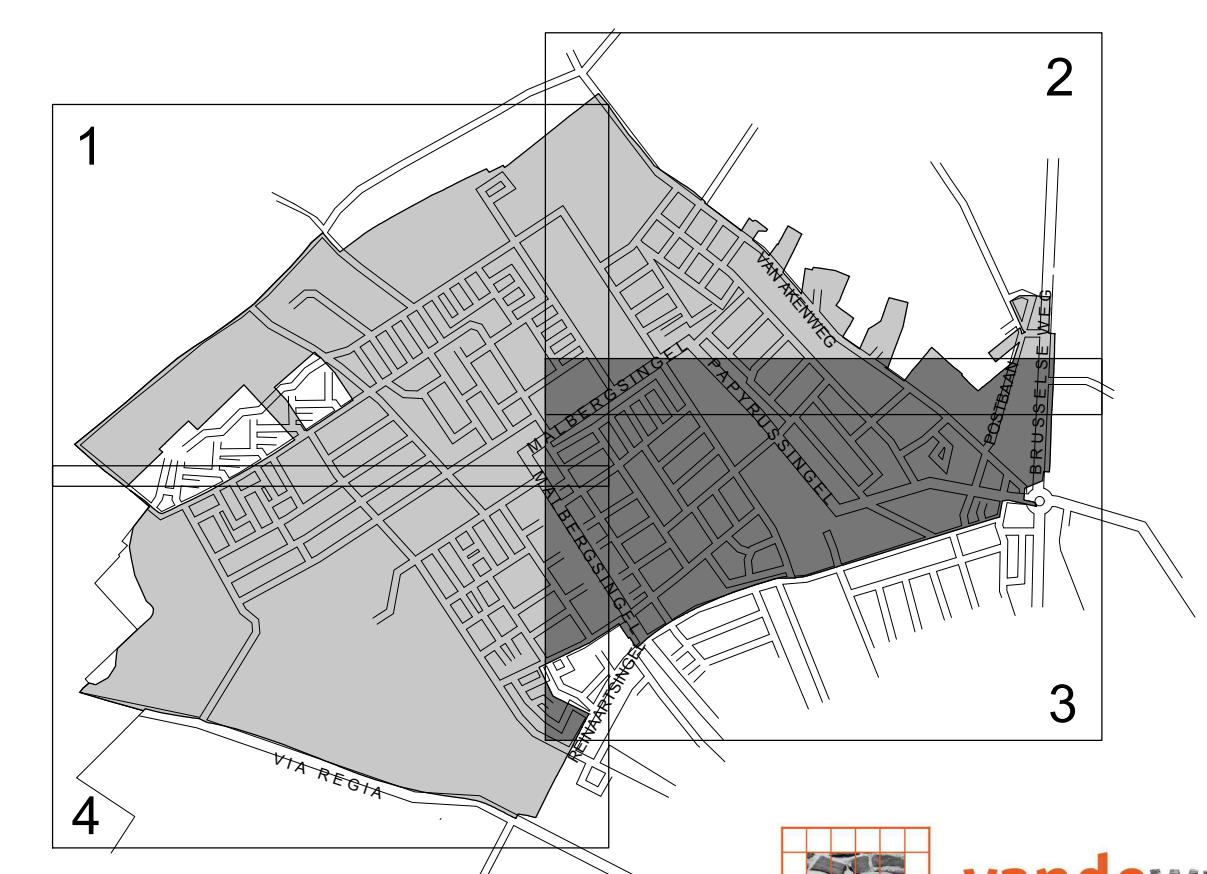 2
1
VAN AKENWEG
BRUSSELSE WEG
POSTBAAN
MALBERGSINGEL
PAPYRUSSINGEL
MALBERGSINGEL
REINAARTSINGEL
3
VIA REGIA
4